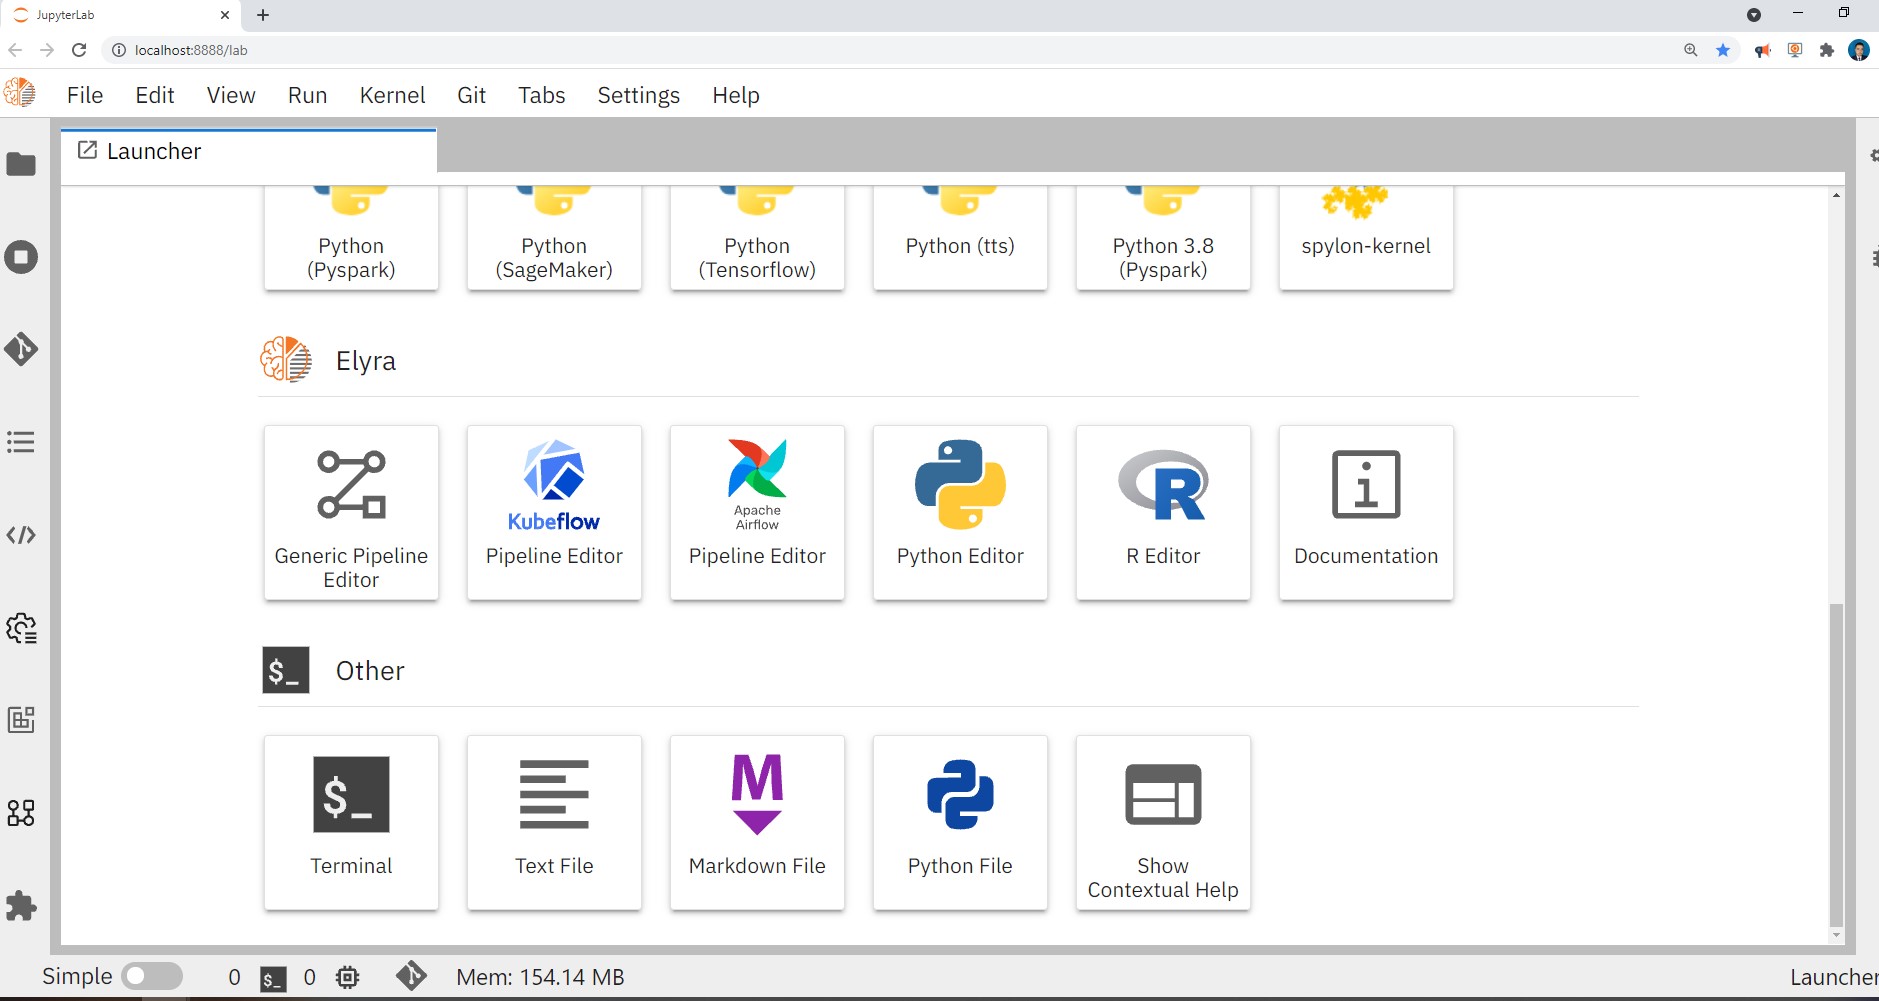 JupyterLab
localhost:8888/lab
File Edit View Run Kernel Git Tabs Settings Help
Launcher
Python
(Pyspark)
Python
(SageMaker)
Python
(Tensorflow)
Python (tts)
Python 3.8
(Pyspark)
spylon-kernel
Elyra
Generic Pipeline
Editor
Kubeflow
Pipeline Editor
Apache
Airflow
Pipeline Editor
Python Editor
R
R Editor
i
Documentation
$_ Other
$_
Terminal
Text File
M
Markdown File
Python File
Show
Contextual Help
Simple 0 $_ 0 Mem: 154.14 MB Launcher